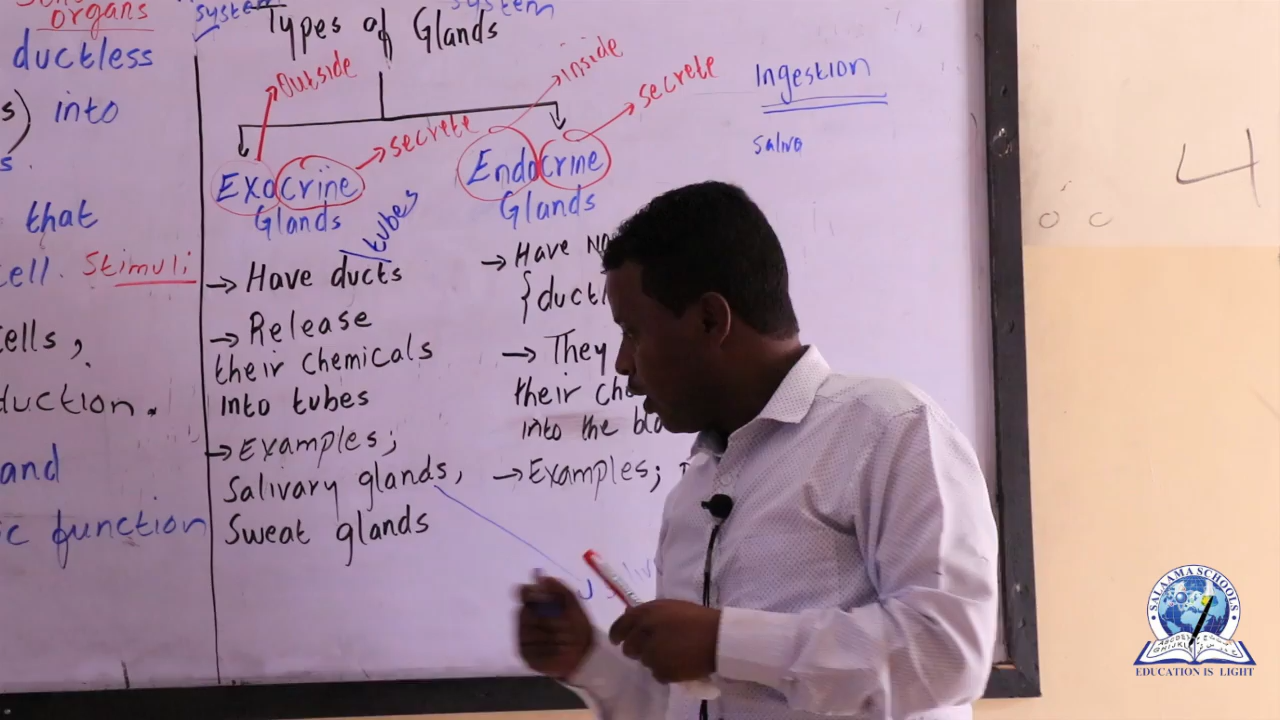 organs
ductless
s) into
s.
that
cell. Stimuli
cells,
duction.
and
c function
system
system
Types of Glands
Outside
inside
secrete
secrete
Exocrine
Glands
tubes
→ Have ducts
→ Release
their chemicals
into tubes
→ Examples;
Salivary glands,
Sweat glands
Endocrine
Glands
→ Have
→ They
their
into the
→ Examples;
Ingestion
saliva
4
SALAAMA SCHOOLS
EDUCATION IS LIGHT